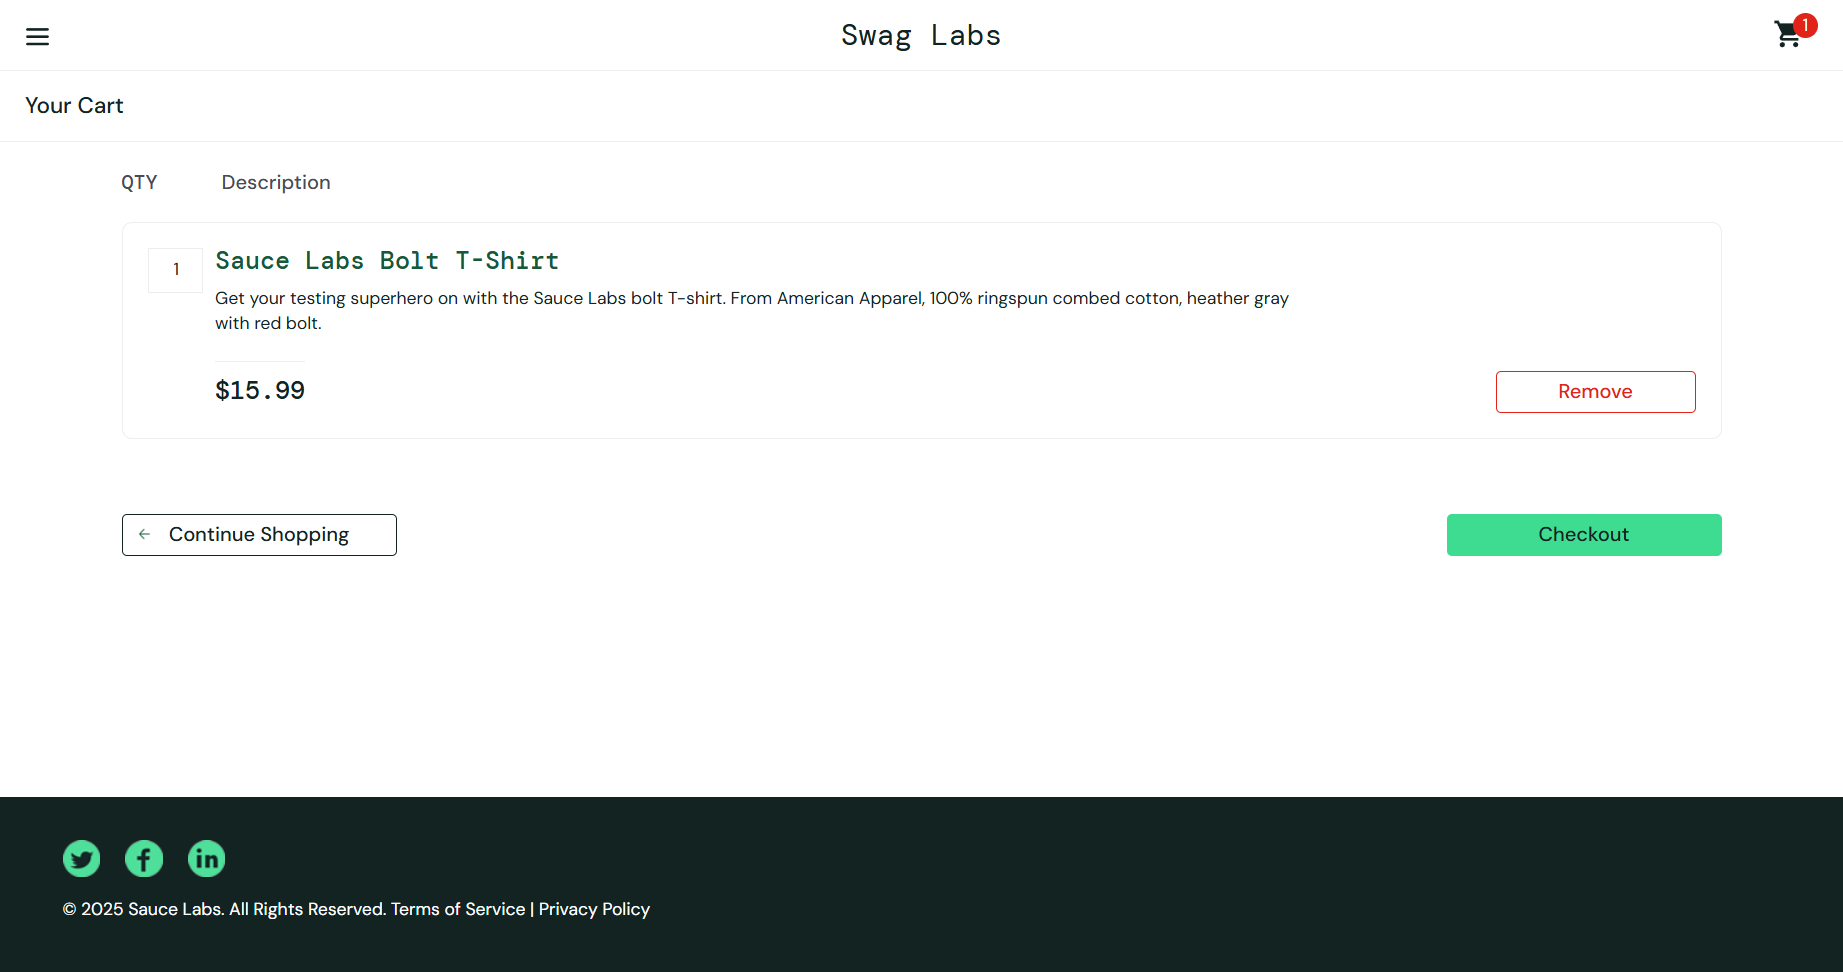 Swag Labs
1
Your Cart
QTY Description
1
Sauce Labs Bolt T-Shirt
Get your testing superhero on with the Sauce Labs bolt T-shirt. From American Apparel, 100% ringspun combed cotton, heather gray
with red bolt.
$15.99
Remove
Continue Shopping
Checkout
© 2025 Sauce Labs. All Rights Reserved. Terms of Service | Privacy Policy